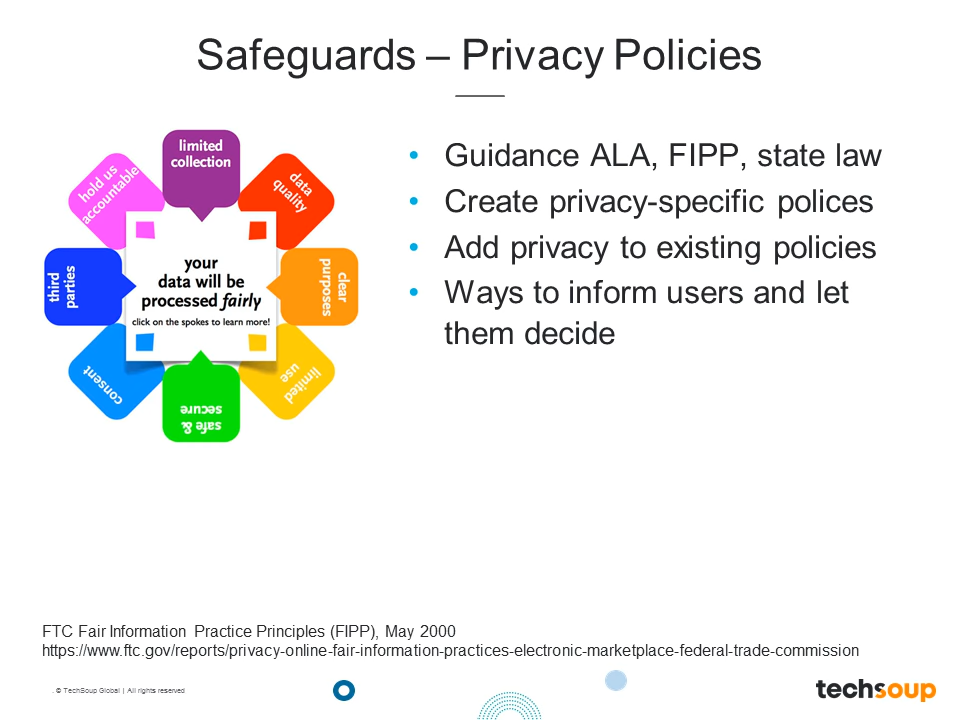 Safeguards – Privacy Policies
limited
collection
data
quality
clear
purposes
limited
use
safe &
secure
consent
third
parties
hold us
accountable
your
data will be
processed fairly
click on the spokes to learn more!
• Guidance ALA, FIPP, state law
• Create privacy-specific polices
• Add privacy to existing policies
• Ways to inform users and let
them decide
FTC Fair Information Practice Principles (FIPP), May 2000
https://www.ftc.gov/reports/privacy-online-fair-information-practices-electronic-marketplace-federal-trade-commission
. © TechSoup Global | All rights reserved
techsoup